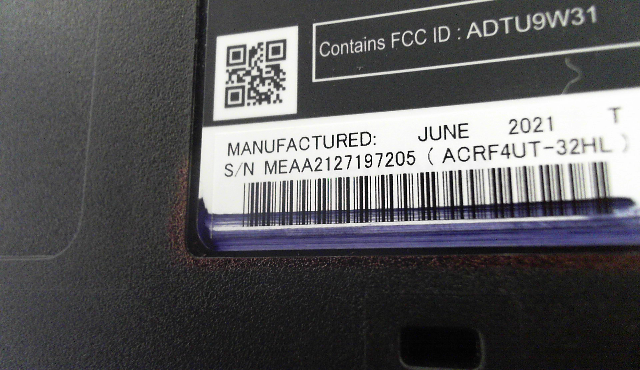 Contains FCC ID : ADTU9W31
MANUFACTURED: JUNE 2021 T
S/N MEAA2127197205 ( ACRF4UT-32HL )